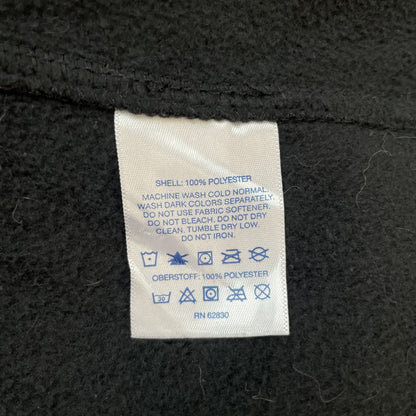 SHELL: 100% POLYESTER
MACHINE WASH COLD NORMAL.
WASH DARK COLORS SEPARATELY.
DO NOT USE FABRIC SOFTENER.
DO NOT BLEACH. DO NOT DRY
CLEAN. TUMBLE DRY LOW.
DO NOT IRON.
OBERSTOFF: 100% POLYESTER
30
RN 62830